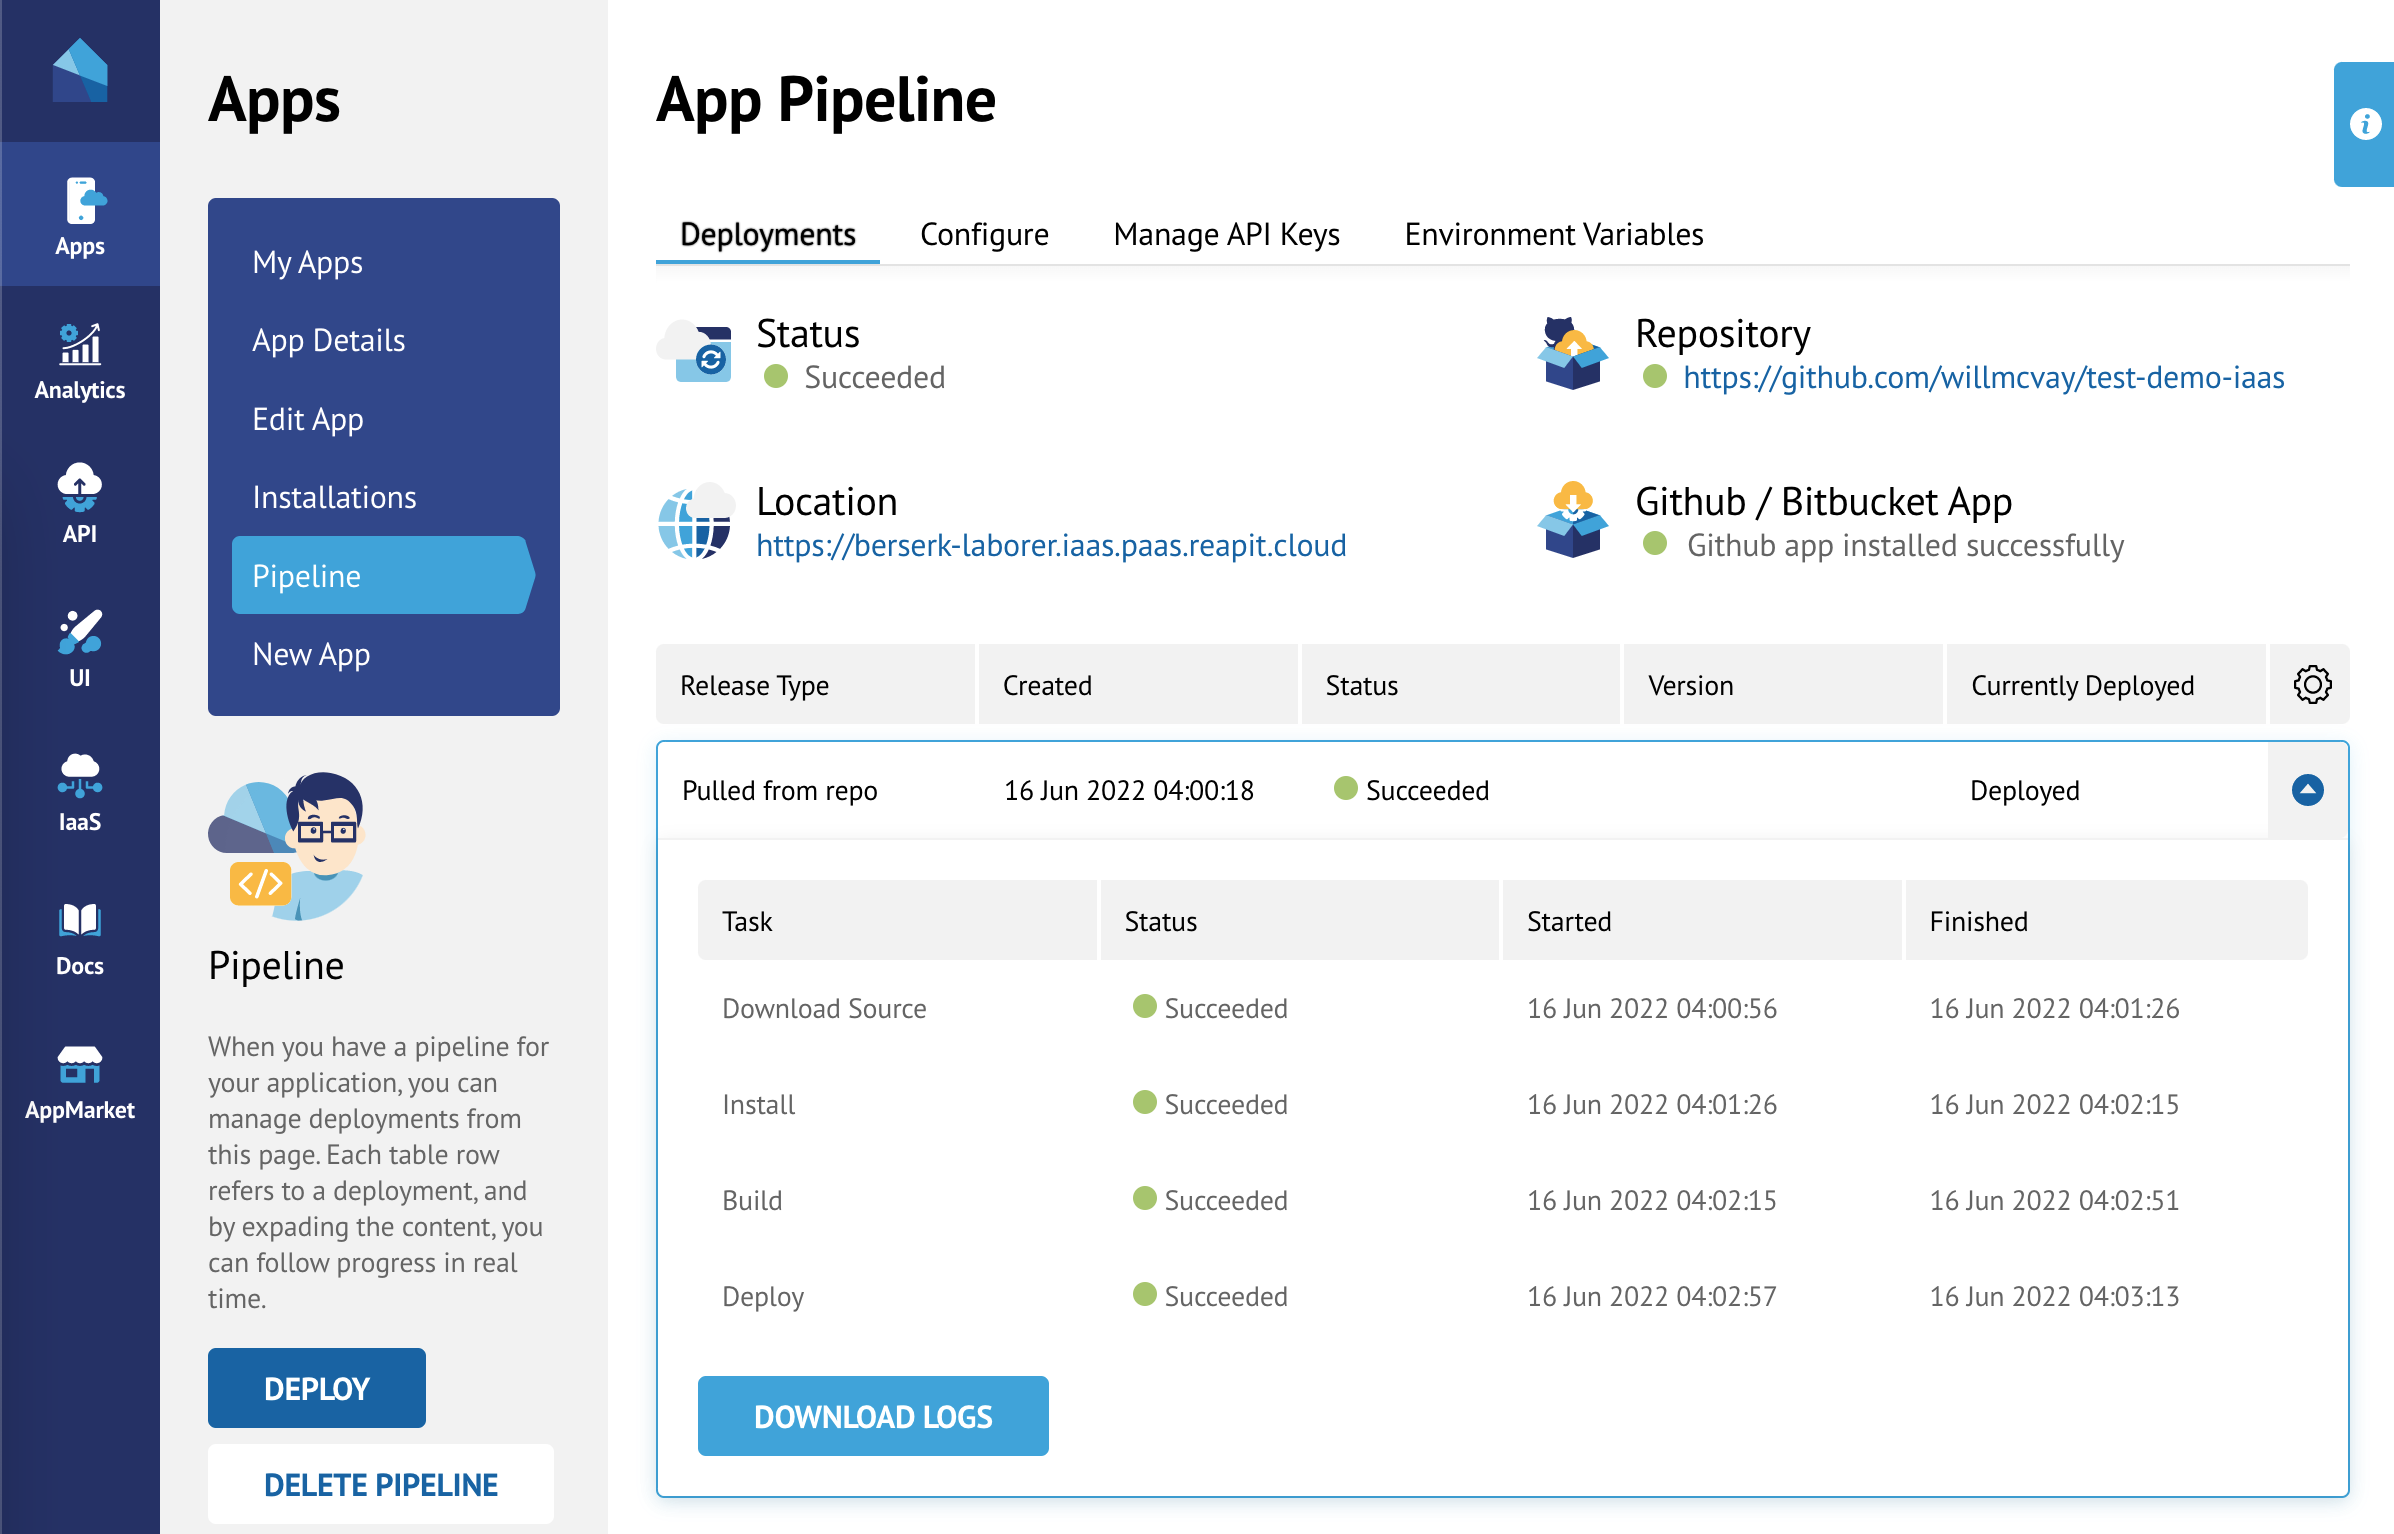 Apps
Analytics
API
UI
IaaS
Docs
AppMarket
Apps
My Apps
App Details
Edit App
Installations
Pipeline
New App
</>
Pipeline
When you have a pipeline for
your application, you can
manage deployments from
this page. Each table row
refers to a deployment, and
by expading the content, you
can follow progress in real
time.
DEPLOY
DELETE PIPELINE
App Pipeline
i
Deployments Configure Manage API Keys Environment Variables
Status
Succeeded
Repository
https://github.com/willmcvay/test-demo-iaas
Location
https://berserk-laborer.iaas.paas.reapit.cloud
Github / Bitbucket App
Github app installed successfully
Release Type Created Status Version Currently Deployed
Pulled from repo 16 Jun 2022 04:00:18 Succeeded Deployed
Task Status Started Finished
Download Source Succeeded 16 Jun 2022 04:00:56 16 Jun 2022 04:01:26
Install Succeeded 16 Jun 2022 04:01:26 16 Jun 2022 04:02:15
Build Succeeded 16 Jun 2022 04:02:15 16 Jun 2022 04:02:51
Deploy Succeeded 16 Jun 2022 04:02:57 16 Jun 2022 04:03:13
DOWNLOAD LOGS